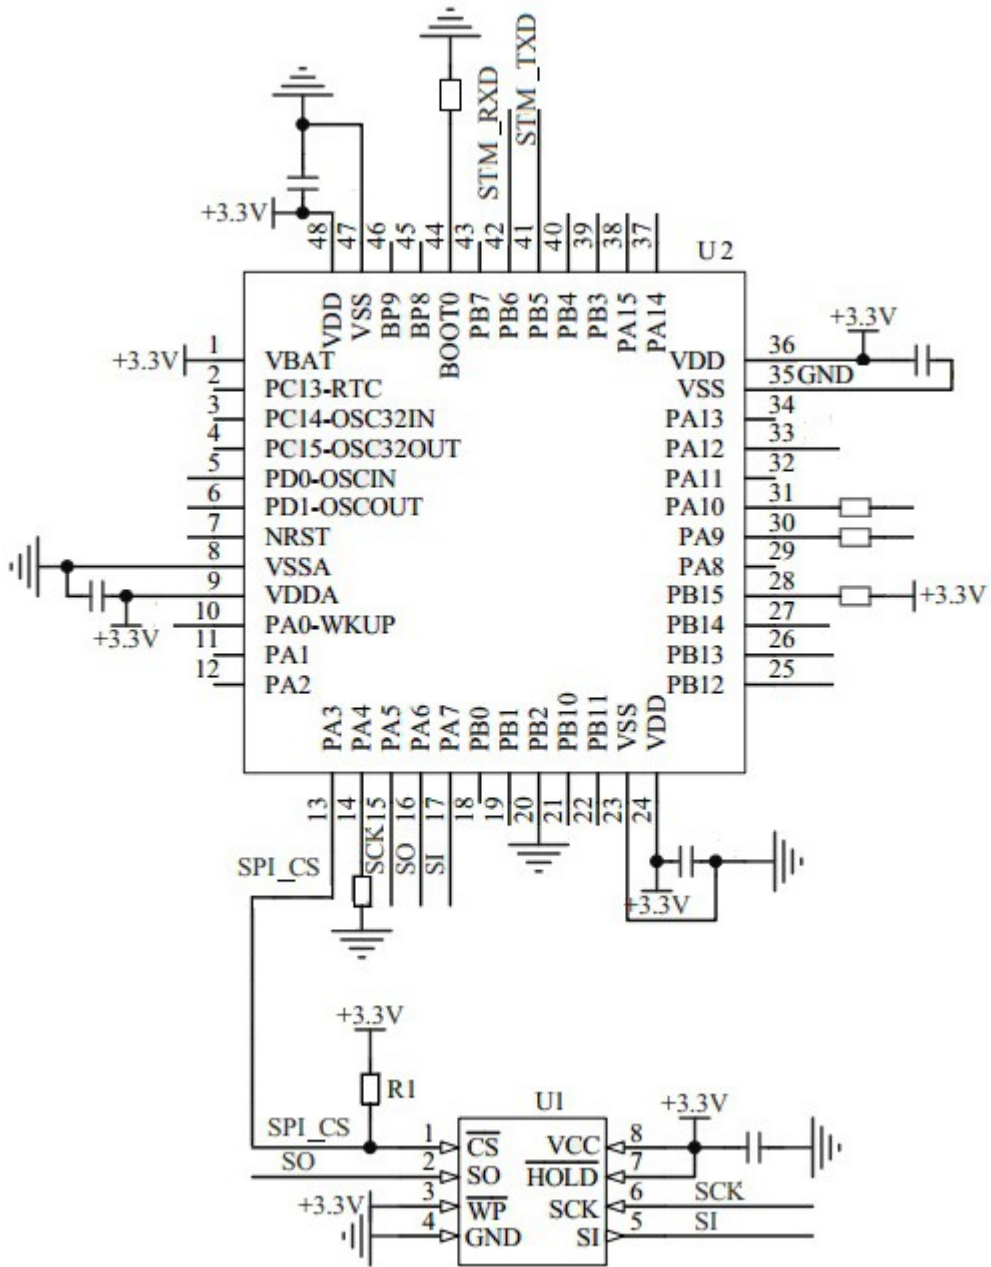 STM_RXD
STM_TXD
+3.3V
48
47
46
45
44
43
42
41
40
39
38
37
U2
VDD
VSS
BP9
BP8
BOOT0
PB7
PB6
PB5
PB4
PB3
PA15
PA14
+3.3V
+3.3V
1
VBAT
VDD
36
2
PC13-RTC
VSS
35 GND
3
PC14-OSC32IN
PA13
34
4
PC15-OSC32OUT
PA12
33
5
PD0-OSCIN
PA11
32
6
PD1-OSCOUT
PA10
31
7
NRST
PA9
30
8
VSSA
PA8
29
9
VDDA
PB15
28
+3.3V
10
PA0-WKUP
PB14
27
+3.3V
11
PA1
PB13
26
12
PA2
PB12
25
PA3
PA4
PA5
PA6
PA7
PB0
PB1
PB2
PB10
PB11
VSS
VDD
13
14
15
16
17
18
19
20
21
22
23
24
SCK
SO
SI
SPI_CS
+3.3V
+3.3V
R1
U1
+3.3V
SPI_CS
1
CS
VCC
8
SO
2
SO
HOLD
7
+3.3V
3
WP
SCK
6
SCK
4
GND
SI
5
SI